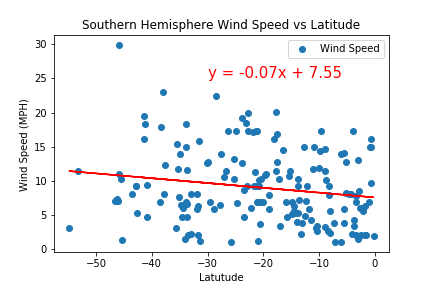 Southern Hemisphere Wind Speed vs Latitude
Wind Speed
y = -0.07x + 7.55
30
25
20
15
10
5
0
Wind Speed (MPH)
−50 −40 −30 −20 −10 0
Latutude